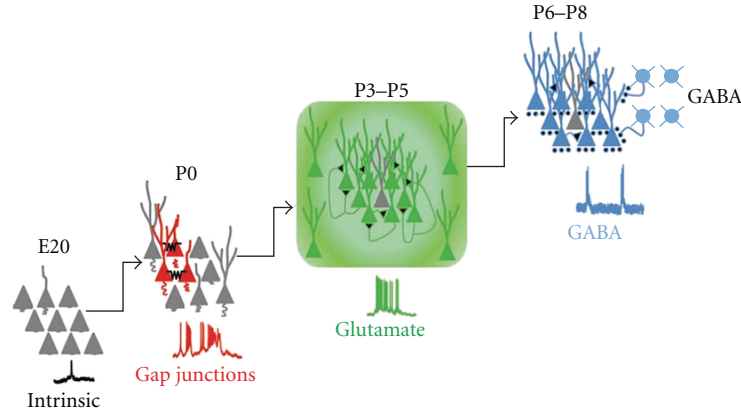 P6–P8
GABA
P3–P5
GABA
P0
E20
Glutamate
Gap junctions
Intrinsic